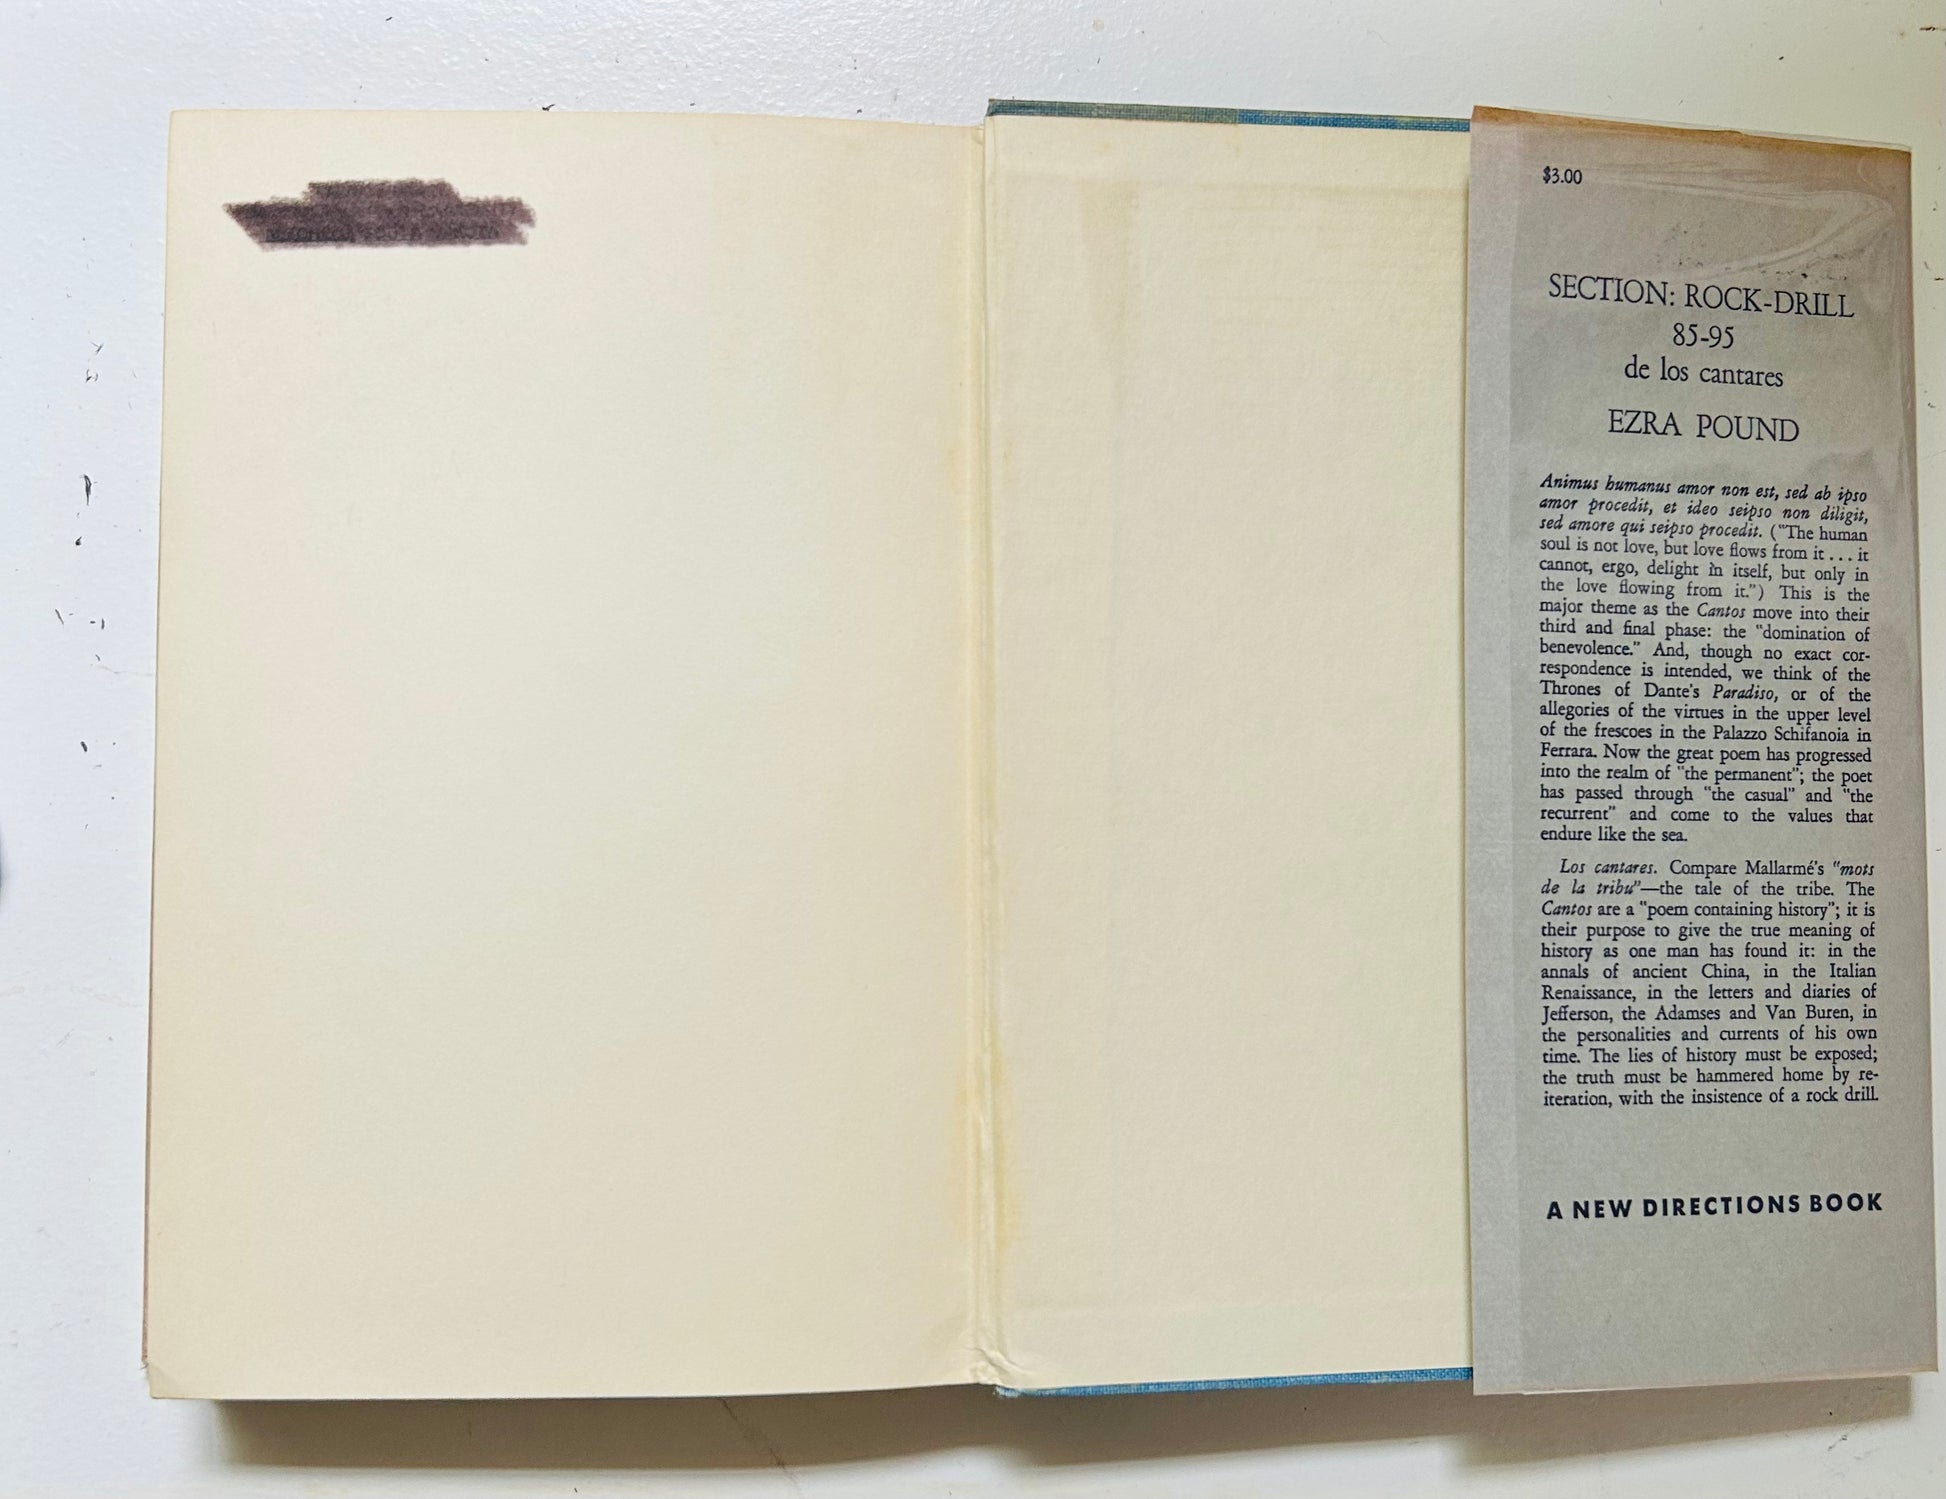 $3.00
SECTION: ROCK-DRILL
85-95
de los cantares
EZRA POUND
Animus humanus amor non est, sed ab ipso
amor procedit, et ideo seipso non diligit,
sed amore qui seipso procedit. ("The human
soul is not love, but love flows from it . . . it
cannot, ergo, delight in itself, but only in
the love flowing from it.") This is the
major theme as the Cantos move into their
third and final phase: the "domination of
benevolence." And, though no exact cor-
respondence is intended, we think of the
Thrones of Dante's Paradiso, or of the
allegories of the virtues in the upper level
of the frescoes in the Palazzo Schifanoia in
Ferrara. Now the great poem has progressed
into the realm of "the permanent"; the poet
has passed through "the casual" and "the
recurrent" and come to the values that
endure like the sea.
Los cantares. Compare Mallarmé's "mots
de la tribu"—the tale of the tribe. The
Cantos are a "poem containing history"; it is
their purpose to give the true meaning of
history as one man has found it: in the
annals of ancient China, in the Italian
Renaissance, in the letters and diaries of
Jefferson, the Adamses and Van Buren, in
the personalities and currents of his own
time. The lies of history must be exposed;
the truth must be hammered home by re-
iteration, with the insistence of a rock drill.
A NEW DIRECTIONS BOOK